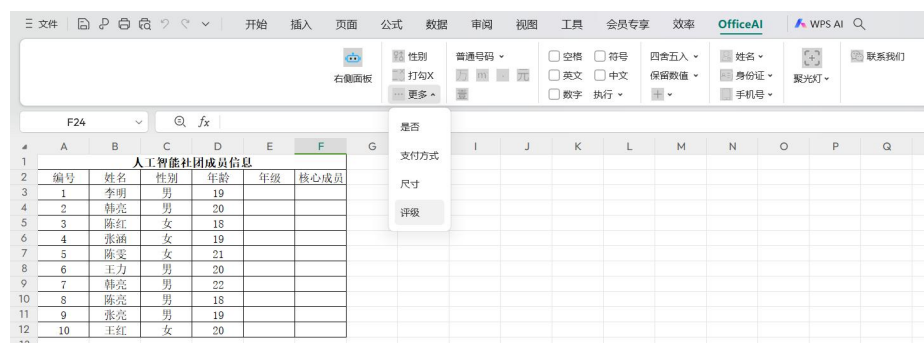 三 文件 开始 插入 页面 公式 数据 审阅 视图 工具 会员专享 效率 OfficeAI WPS AI
性别 普通号码 空格 符号 四舍五入 姓名 联系我们
右侧面板 打勾X 万 m 元 英文 中文 保留数值 身份证 聚光灯
更多 壹 数字 执行 手机号
F24 fx
是否
支付方式
尺寸
评级
A B C D E F G I J K L M N O P Q
1 人工智能社团成员信息
2 编号 姓名 性别 年龄 年级 核心成员
3 1 李明 男 19
4 2 韩亮 男 20
5 3 陈红 女 18
6 4 张涵 女 19
7 5 陈雯 女 21
8 6 王力 男 20
9 7 韩亮 男 22
10 8 陈亮 男 18
11 9 张亮 男 19
12 10 王红 女 20